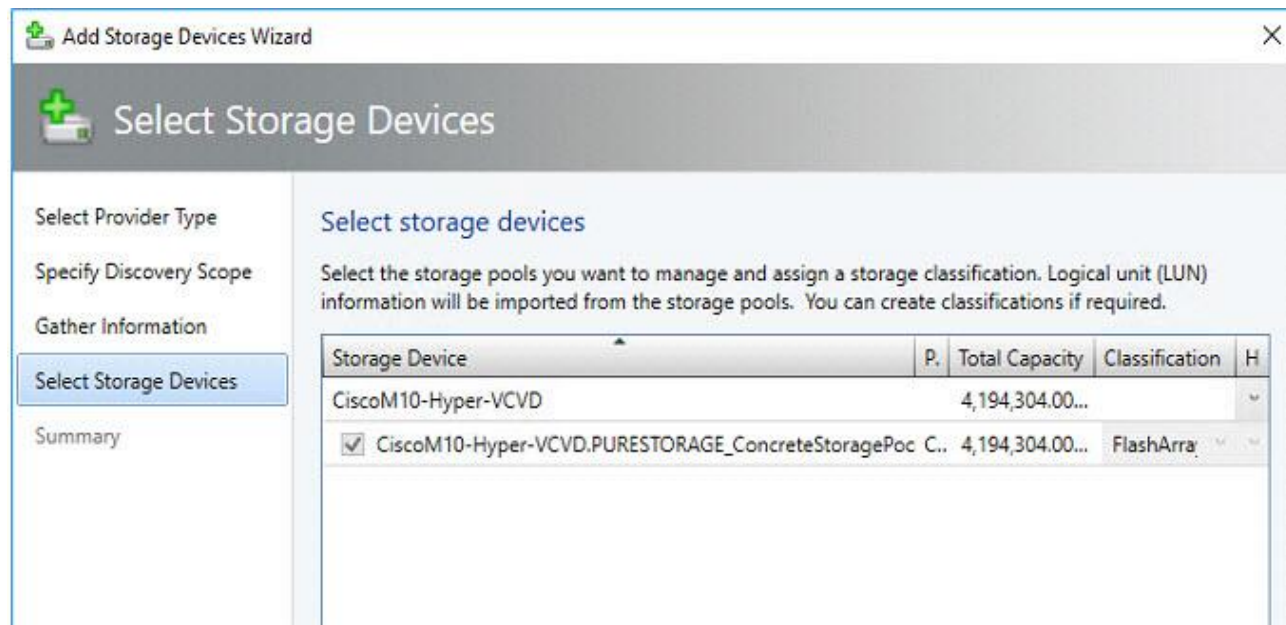 Add Storage Devices Wizard
Select Storage Devices
Select Provider Type
Specify Discovery Scope
Gather Information
Select Storage Devices
Summary
Select storage devices
Select the storage pools you want to manage and assign a storage classification. Logical unit (LUN)
information will be imported from the storage pools. You can create classifications if required.
Storage Device P. Total Capacity Classification H
CiscoM10-Hyper-VCVD 4,194,304.00...
CiscoM10-Hyper-VCVD.PURESTORAGE_ConcreteStoragePoc C.. 4,194,304.00... FlashArra